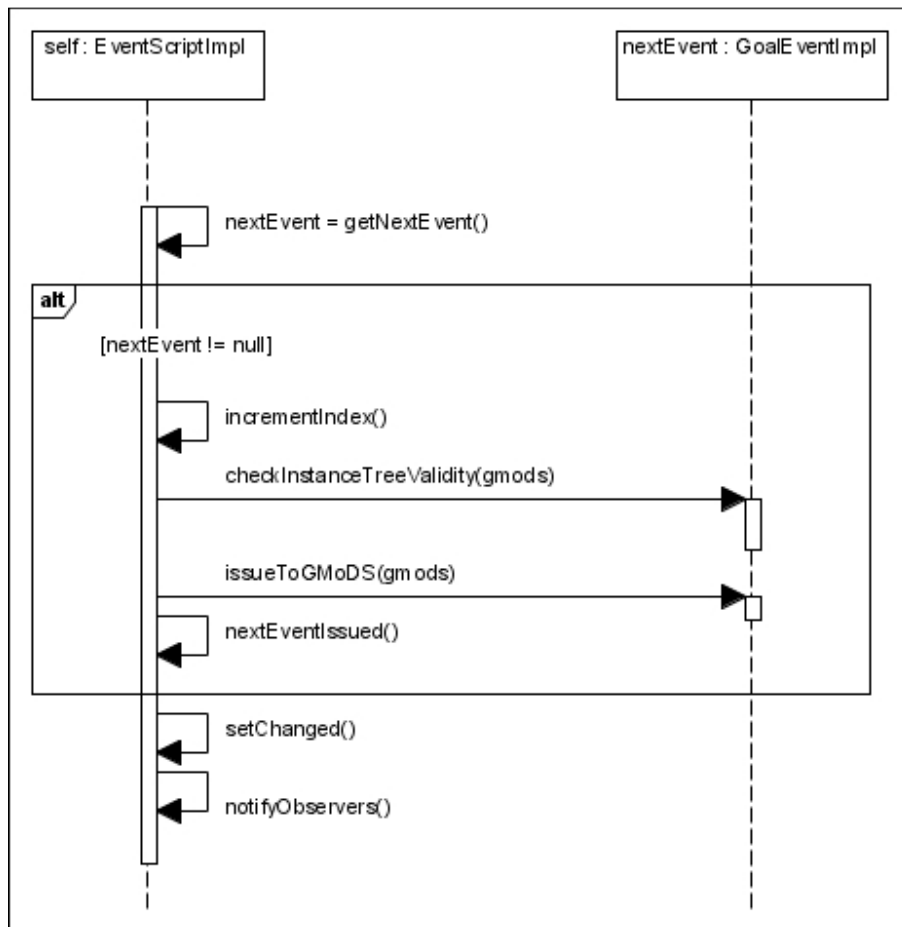 self : EventScriptImpl
nextEvent : GoalEventImpl
nextEvent = getNextEvent()
alt
[nextEvent != null]
incrementIndex()
checkInstanceTreeValidity(gmods)
issueToGMoDS(gmods)
nextEventIssued()
setChanged()
notifyObservers()